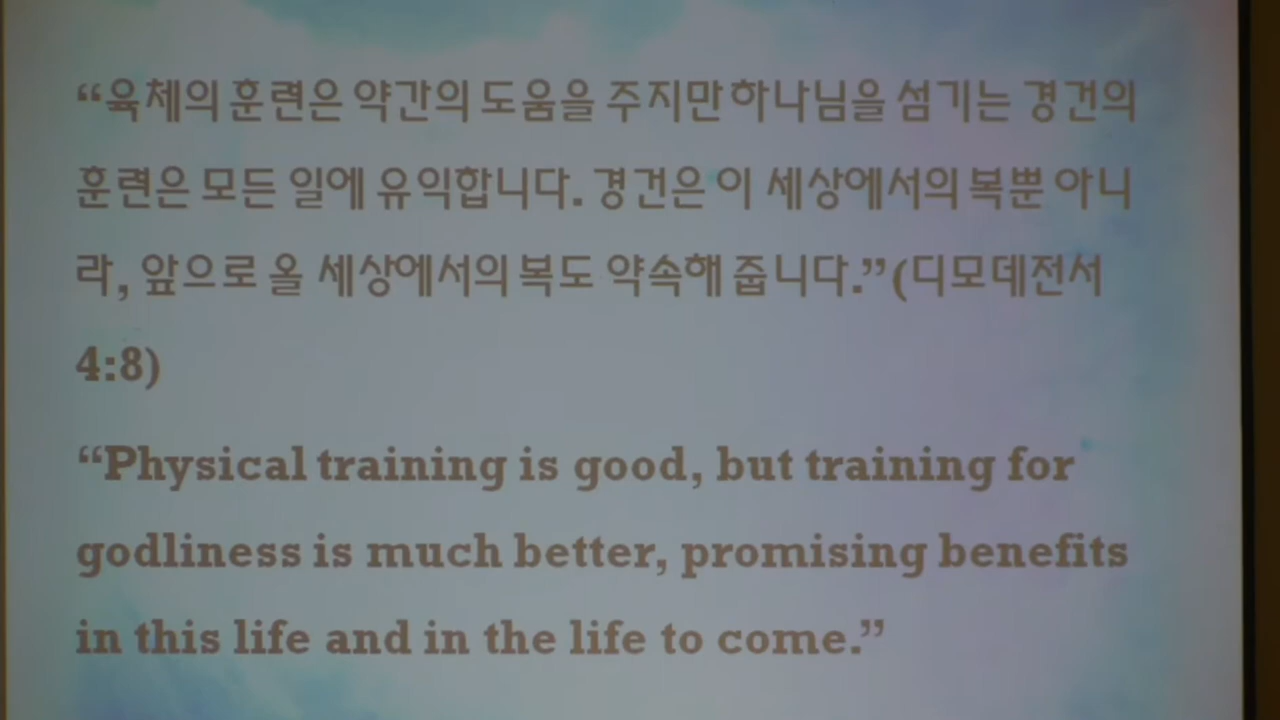 “육체의 훈련은 약간의 도움을 주지만 하나님을 섬기는 경건의
훈련은 모든 일에 유익합니다. 경건은 이 세상에서의 복뿐 아니
라, 앞으로 올 세상에서의 복도 약속해 줍니다.”(디모데전서
4:8)
“Physical training is good, but training for
godliness is much better, promising benefits
in this life and in the life to come.”